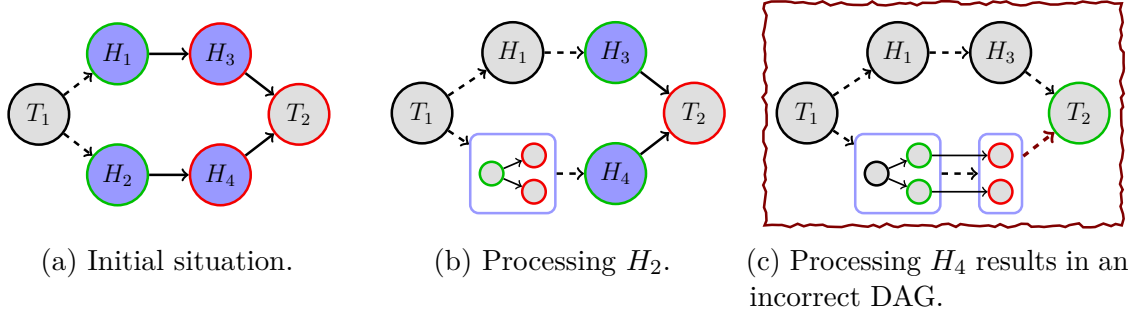 H₁ H₃
T₁ T₂
H₂ H₄
(a) Initial situation.
H₁ H₃
T₁ T₂
H₄
(b) Processing H₂.
H₁ H₃
T₁ T₂
(c) Processing H₄ results in an
incorrect DAG.